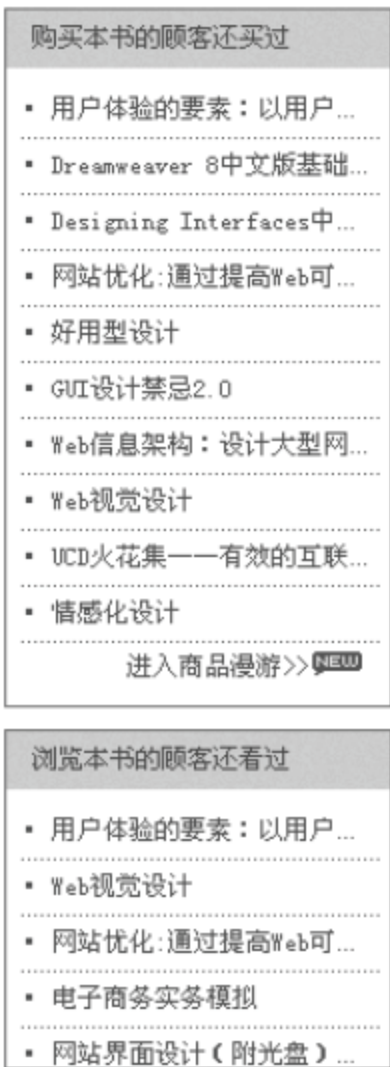 购买本书的顾客还买过
▪ 用户体验的要素：以用户...
▪ Dreamweaver 8中文版基础...
▪ Designing Interfaces中...
▪ 网站优化:通过提高Web可...
▪ 好用型设计
▪ GUI设计禁忌2.0
▪ Web信息架构：设计大型网...
▪ Web视觉设计
▪ UCD火花集——有效的互联...
▪ 情感化设计
进入商品漫游>>NEW
浏览本书的顾客还看过
▪ 用户体验的要素：以用户...
▪ Web视觉设计
▪ 网站优化:通过提高Web可...
▪ 电子商务实务模拟
▪ 网站界面设计（附光盘）...